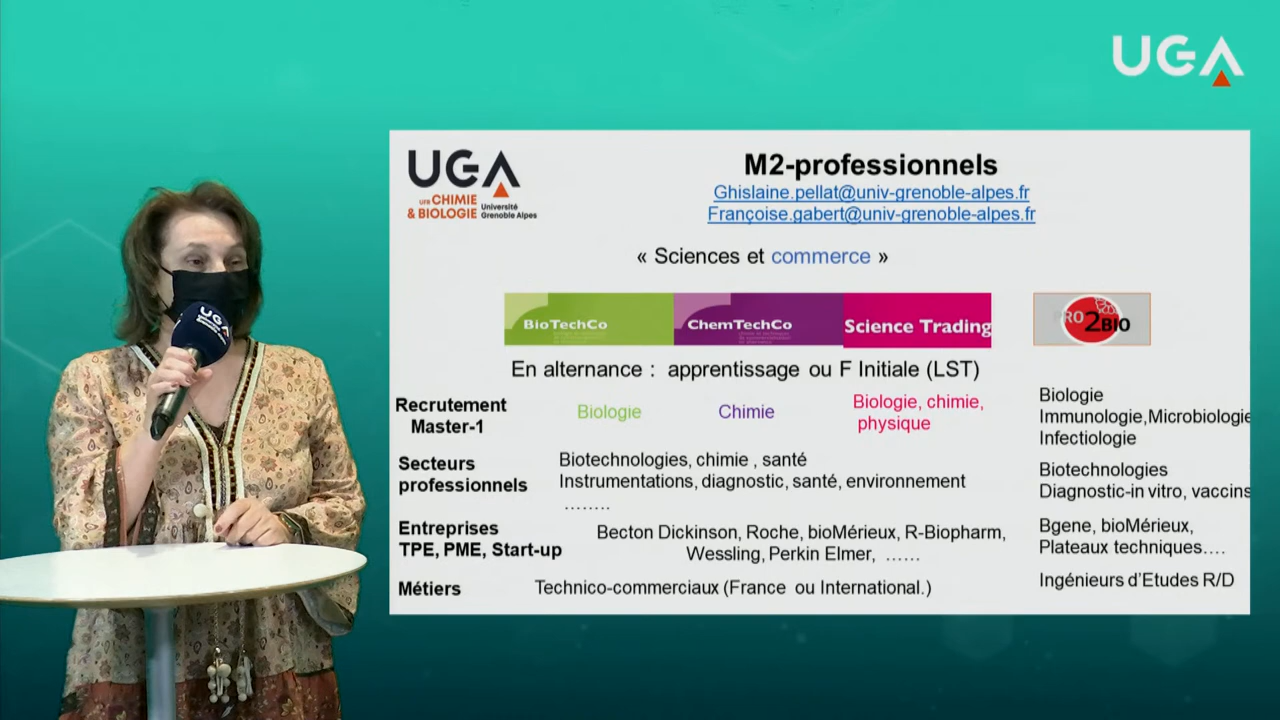 UGA
UGA
UGA
UFR CHIMIE
& BIOLOGIE
Université
Grenoble Alpes
M2-professionnels
Ghislaine.pellat@univ-grenoble-alpes.fr
Françoise.gabert@univ-grenoble-alpes.fr
« Sciences et commerce »
BioTechCo
ChemTechCo
Science Trading
PRO2BIO
En alternance : apprentissage ou F Initiale (LST)
Recrutement
Master-1
Biologie
Chimie
Biologie, chimie,
physique
Biologie
Immunologie,Microbiologie
Infectiologie
Secteurs
professionnels
Biotechnologies, chimie , santé
Instrumentations, diagnostic, santé, environnement
........
Biotechnologies
Diagnostic-in vitro, vaccins
Entreprises
TPE, PME, Start-up
Becton Dickinson, Roche, bioMérieux, R-Biopharm,
Wessling, Perkin Elmer, ......
Bgene, bioMérieux,
Plateaux techniques....
Métiers
Technico-commerciaux (France ou International.)
Ingénieurs d'Etudes R/D